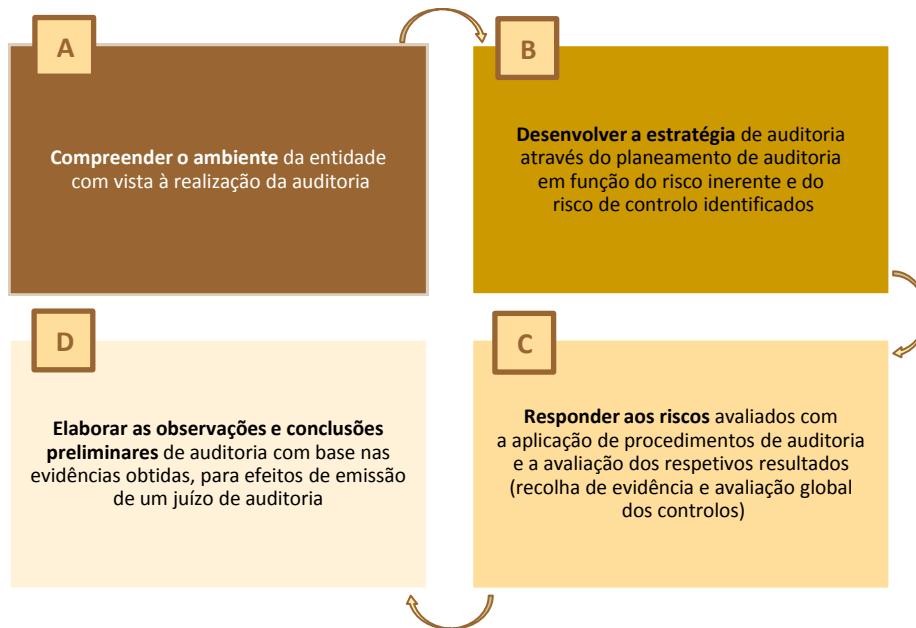 A
Compreender o ambiente da entidade
com vista à realização da auditoria
B
Desenvolver a estratégia de auditoria
através do planeamento de auditoria
em função do risco inerente e do
risco de controlo identificados
C
Responder aos riscos avaliados com
a aplicação de procedimentos de auditoria
e a avaliação dos respetivos resultados
(recolha de evidência e avaliação global
dos controlos)
D
Elaborar as observações e conclusões
preliminares de auditoria com base nas
evidências obtidas, para efeitos de emissão
de um juízo de auditoria